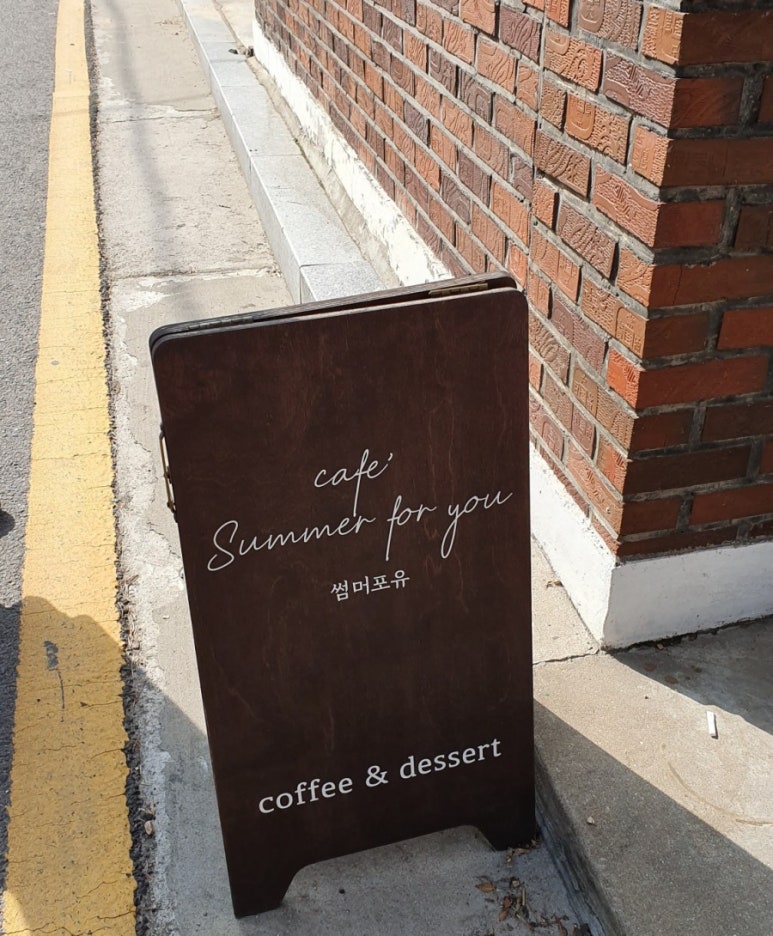 cafe'
Summer for you
썸머포유
coffee & dessert